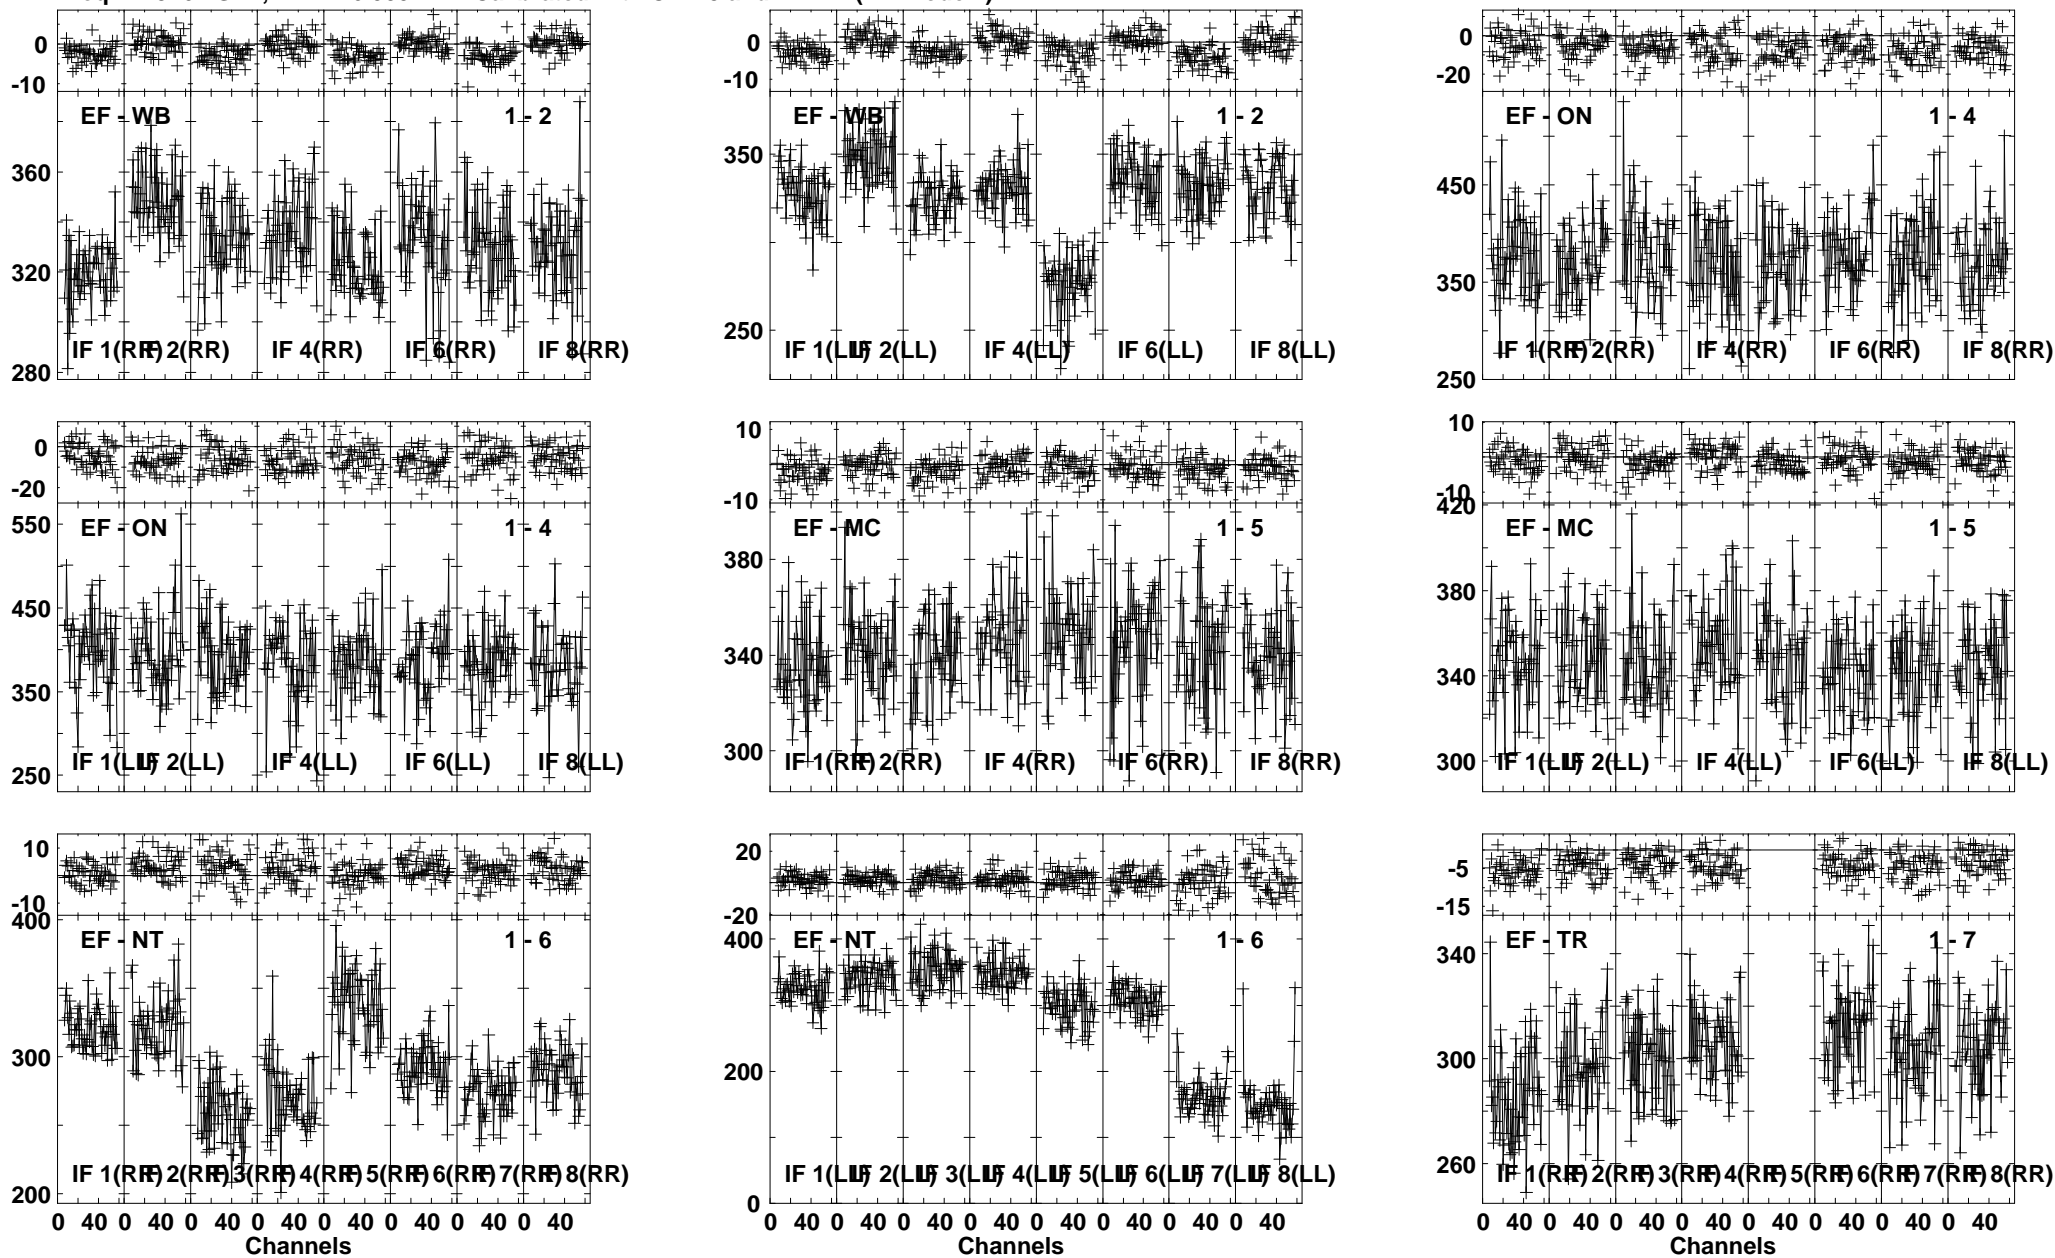 0
-10
EF - WB 1 - 2
360
320
280
IF 1(RR) IF 2(RR) IF 4(RR) IF 6(RR) IF 8(RR)
0
-10
EF - WB 1 - 2
350
250
IF 1(LL) IF 2(LL) IF 4(LL) IF 6(LL) IF 8(LL)
0
-20
EF - ON 1 - 4
450
350
250
IF 1(RR) IF 2(RR) IF 4(RR) IF 6(RR) IF 8(RR)
0
-20
EF - ON 1 - 4
550
450
350
250
IF 1(LL) IF 2(LL) IF 4(LL) IF 6(LL) IF 8(LL)
10
-10
EF - MC 1 - 5
380
340
300
IF 1(RR) IF 2(RR) IF 4(RR) IF 6(RR) IF 8(RR)
10
-10
420
EF - MC 1 - 5
380
340
300
IF 1(LL) IF 2(LL) IF 4(LL) IF 6(LL) IF 8(LL)
10
-10
400
EF - NT 1 - 6
300
200
IF 1(RR) IF 2(RR) IF 3(RR) IF 4(RR) IF 5(RR) IF 6(RR) IF 7(RR) IF 8(RR)
0 40 0 40 0 40 0 40 0 40 0 40 0 40 0 40
Channels
20
-20
EF - NT 1 - 6
400
200
0
IF 1(LL) IF 2(LL) IF 3(LL) IF 4(LL) IF 5(LL) IF 6(LL) IF 7(LL) IF 8(LL)
0 40 0 40 0 40 0 40 0 40 0 40 0 40 0 40
Channels
-5
-15
EF - TR 1 - 7
340
300
260
IF 1(RR) IF 2(RR) IF 3(RR) IF 4(RR) IF 5(RR) IF 6(RR) IF 7(RR) IF 8(RR)
0 40 0 40 0 40 0 40 0 40 0 40 0 40 0 40
Channels